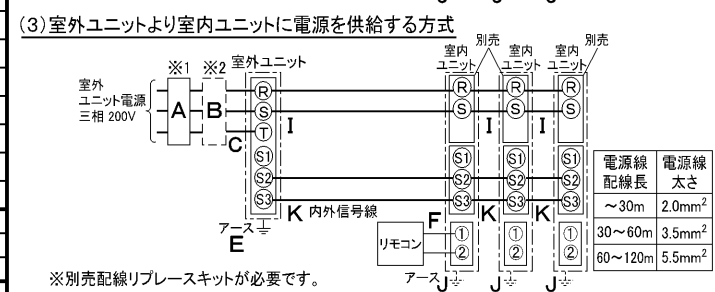 (3)室外ユニットより室内ユニットに電源を供給する方式
※1 ※2 室外ユニット
室内ユニット 別売 室内ユニット 室内ユニット 別売
室外
ユニット電源
三相 200V
A B C
R S T S1 S2 S3
I
R S S1 S2 S3 ① ②
I
R S S1 S2 S3 ① ②
I
R S S1 S2 S3 ① ②
K 内外信号線 F K K
アース E
リモコン
アース J J J
※別売配線リプレースキットが必要です。
電源線配線長 電源線太さ
～30m 2.0mm²
30～60m 3.5mm²
60～120m 5.5mm²